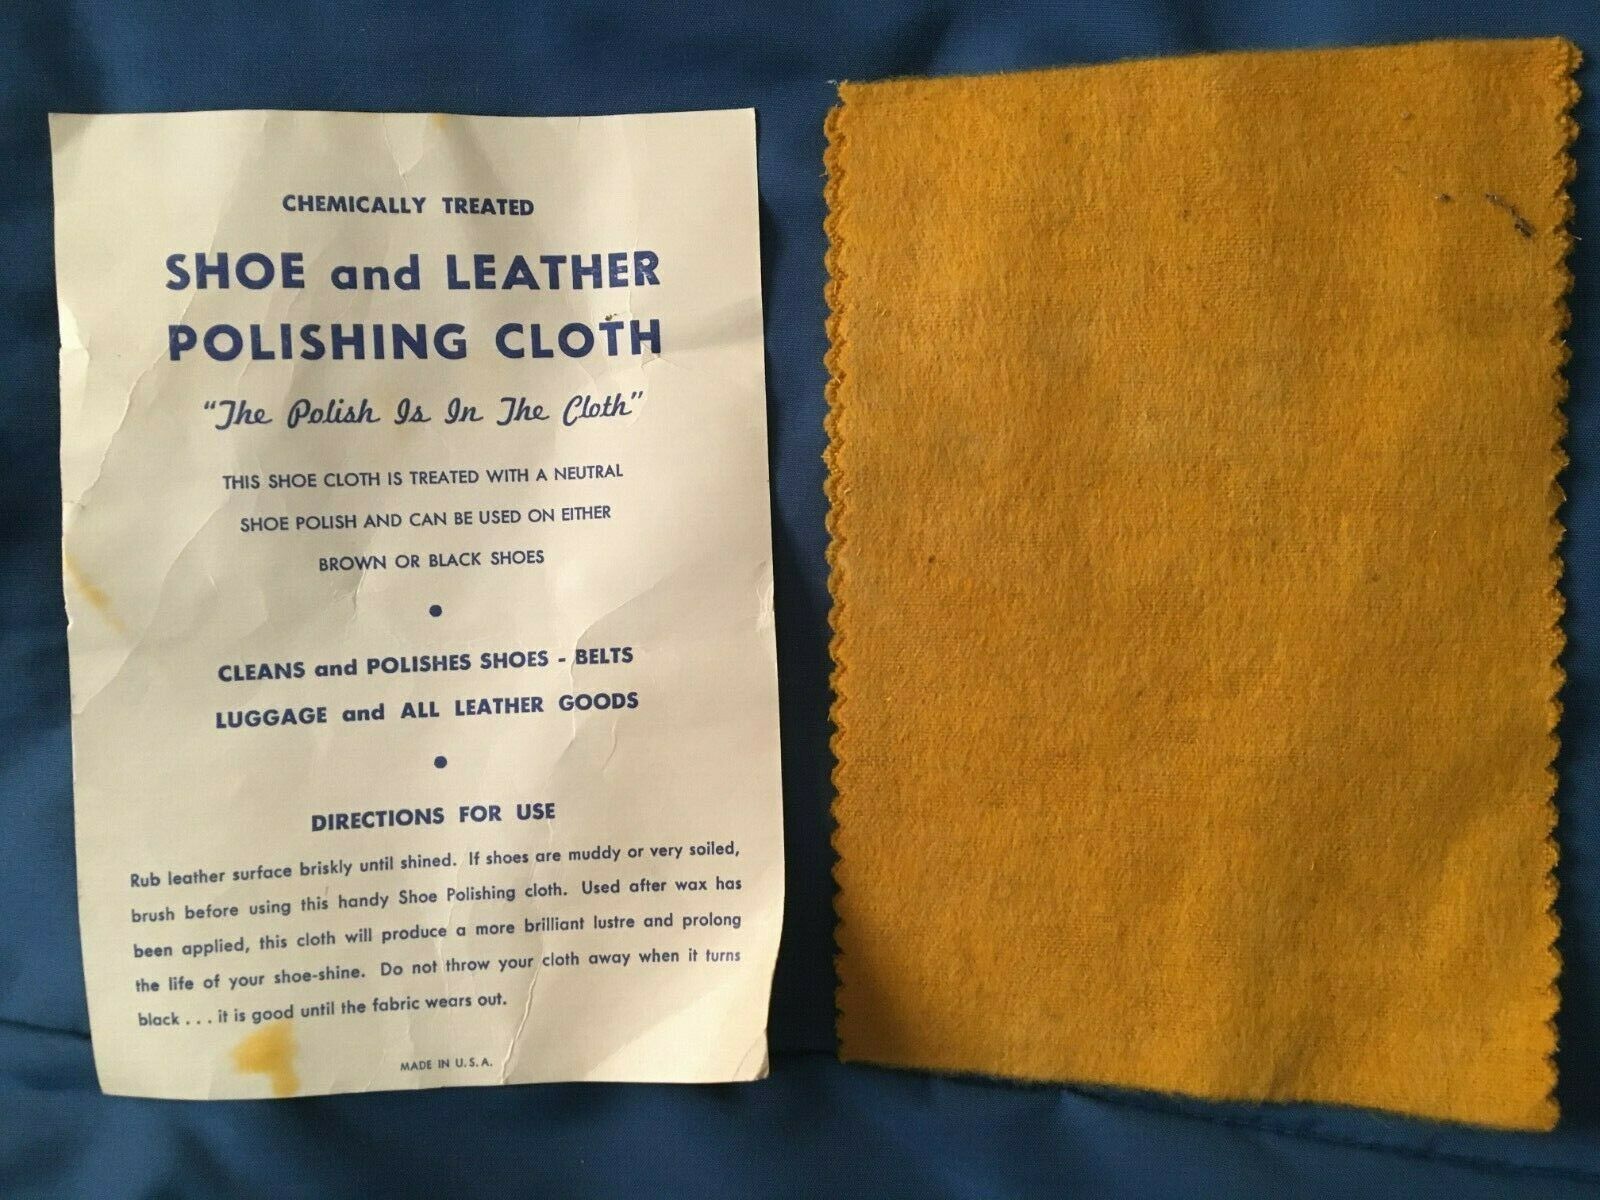 CHEMICALLY TREATED
SHOE and LEATHER
POLISHING CLOTH
"The Polish Is In The Cloth"
THIS SHOE CLOTH IS TREATED WITH A NEUTRAL
SHOE POLISH AND CAN BE USED ON EITHER
BROWN OR BLACK SHOES
•
CLEANS and POLISHES SHOES - BELTS
LUGGAGE and ALL LEATHER GOODS
•
DIRECTIONS FOR USE
Rub leather surface briskly until shined. If shoes are muddy or very soiled,
brush before using this handy Shoe Polishing cloth. Used after wax has
been applied, this cloth will produce a more brilliant lustre and prolong
the life of your shoe-shine. Do not throw your cloth away when it turns
black . . . it is good until the fabric wears out.
MADE IN U. S. A.